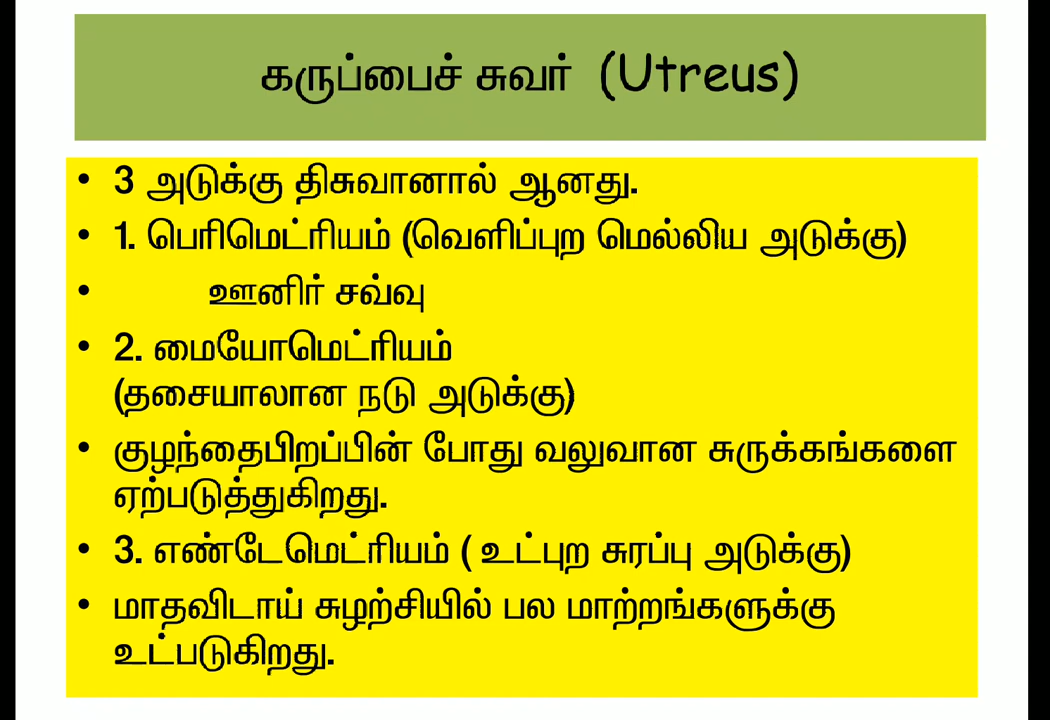 கருப்பைச் சுவர் (Utreus)
• 3 அடுக்கு திசுவானால் ஆனது.
• 1. பெரிமெட்ரியம் (வெளிப்புற மெல்லிய அடுக்கு)
• ஊனிர் சவ்வு
• 2. மையோமெட்ரியம்
(தசையாலான நடு அடுக்கு)
• குழந்தைபிறப்பின் போது வலுவான சுருக்கங்களை
ஏற்படுத்துகிறது.
• 3. எண்டேமெட்ரியம் ( உட்புற சுரப்பு அடுக்கு)
• மாதவிடாய் சுழற்சியில் பல மாற்றங்களுக்கு
உட்படுகிறது.